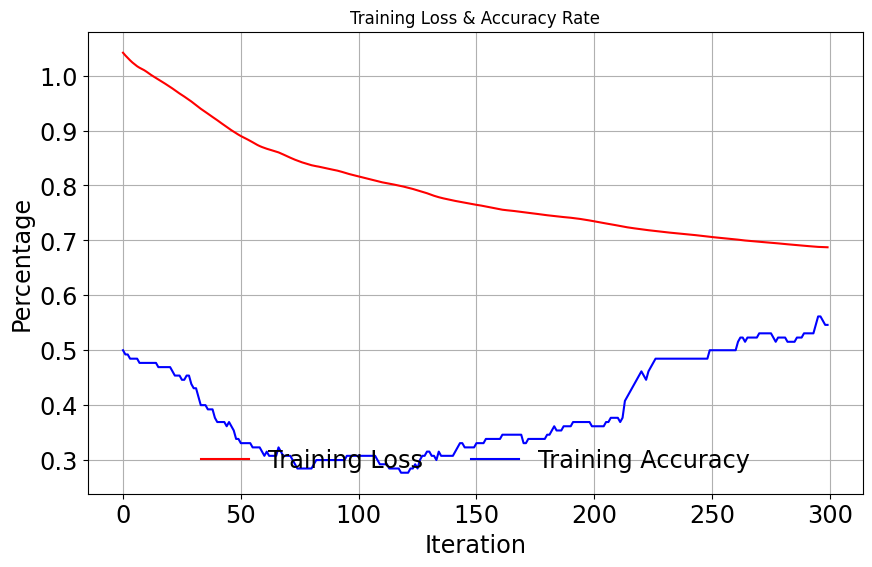 Training Loss & Accuracy Rate
Percentage
1.0
0.9
0.8
0.7
0.6
0.5
0.4
0.3
Training Loss Training Accuracy
0 50 100 150 200 250 300
Iteration